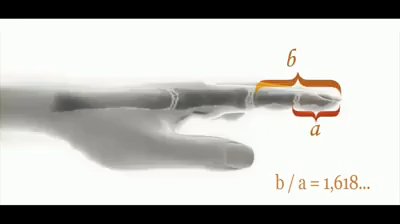 b
a
b / a = 1,618...